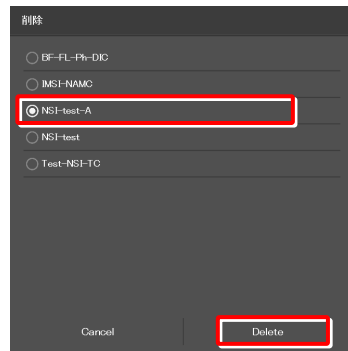 削除
BF-FL-Ph-DIC
IMSI-NAMC
NSI-test-A
NSI-test
Test-NSI-TC
Cancel
Delete